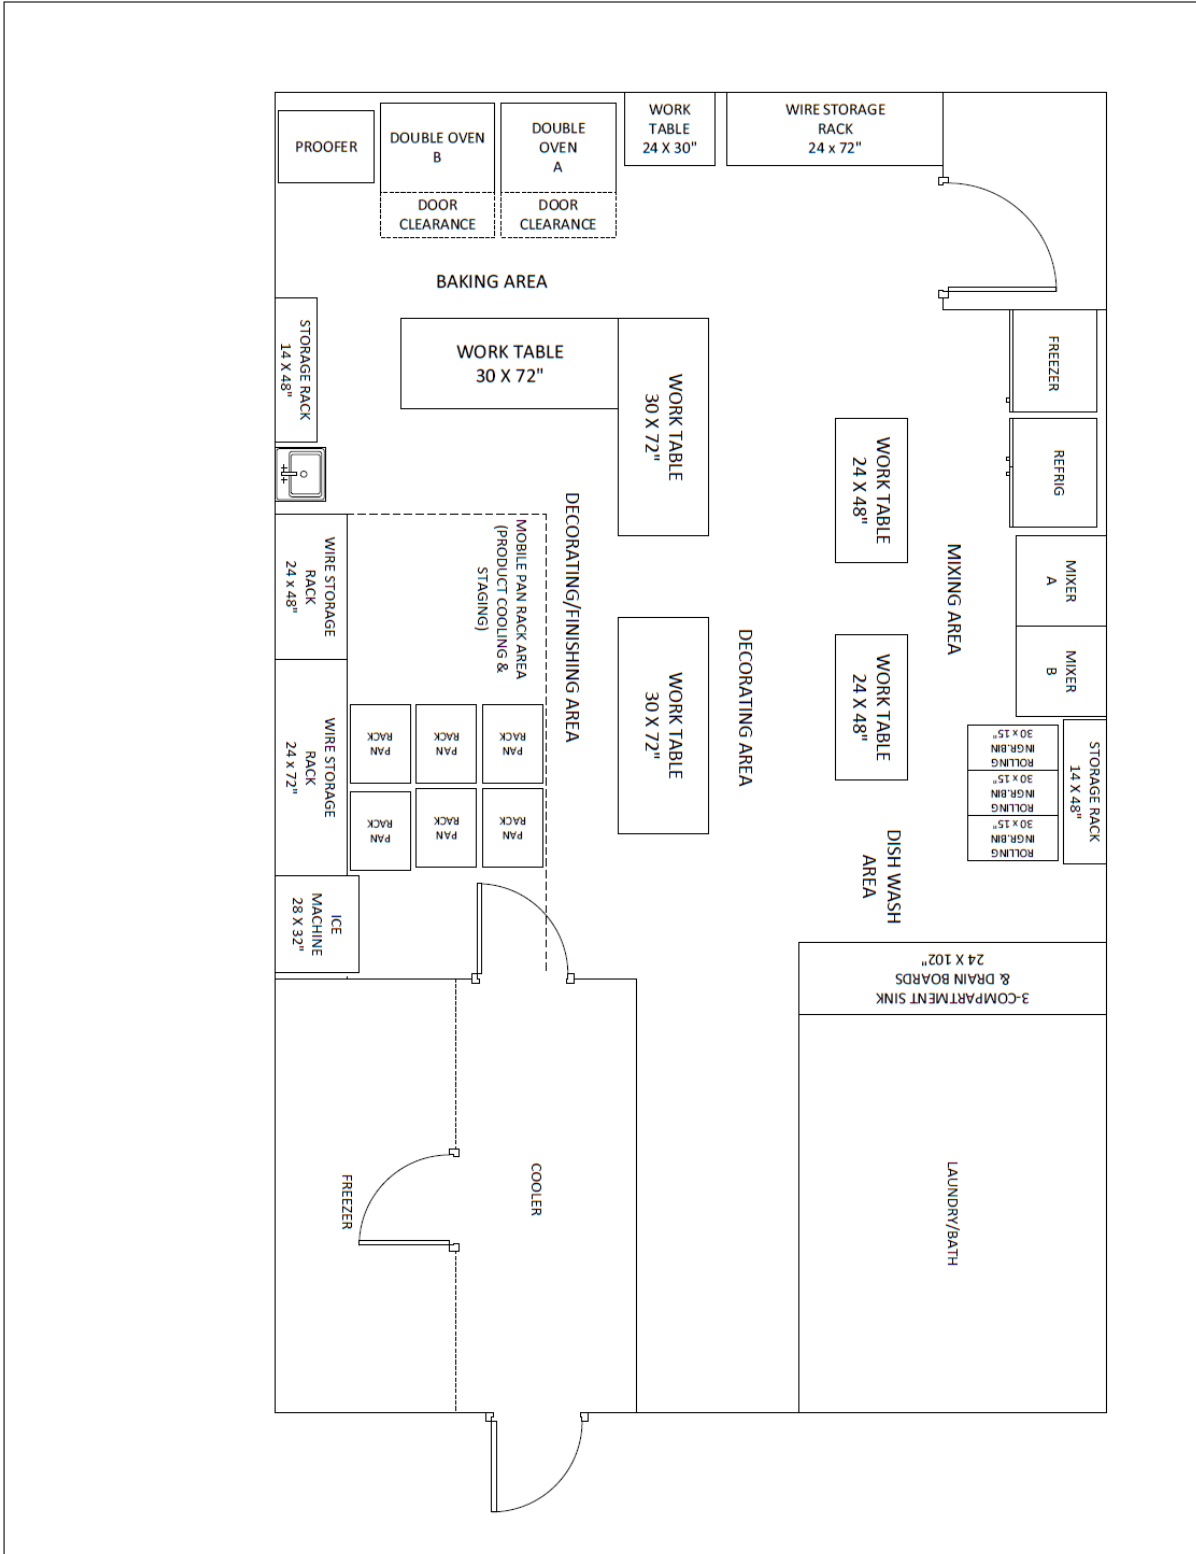 PROOFER
DOUBLE OVEN
B
DOUBLE
OVEN
A
WORK
TABLE
24 X 30"
WIRE STORAGE
RACK
24 x 72"
DOOR
CLEARANCE
DOOR
CLEARANCE
BAKING AREA
STORAGE RACK
14 X 48"
WORK TABLE
30 X 72"
WORK TABLE
30 X 72"
WORK TABLE
24 X 48"
FREEZER
REFRIG
MIXER
A
MIXER
B
MIXING AREA
WIRE STORAGE
RACK
24 x 48"
MOBILE PAN RACK AREA
(PRODUCT COOLING &
STAGING)
DECORATING/FINISHING AREA
WORK TABLE
30 X 72"
DECORATING AREA
WORK TABLE
24 X 48"
WIRE STORAGE
RACK
24 x 72"
PAN
RACK
PAN
RACK
PAN
RACK
PAN
RACK
PAN
RACK
PAN
RACK
ROLLING
INGR.BIN
30 x 15"
ROLLING
INGR.BIN
30 x 15"
ROLLING
INGR.BIN
30 x 15"
STORAGE RACK
14 X 48"
DISH WASH
AREA
ICE
MACHINE
28 X 32"
3-COMPARTMENT SINK
& DRAIN BOARDS
24 X 102"
FREEZER
COOLER
LAUNDRY/BATH